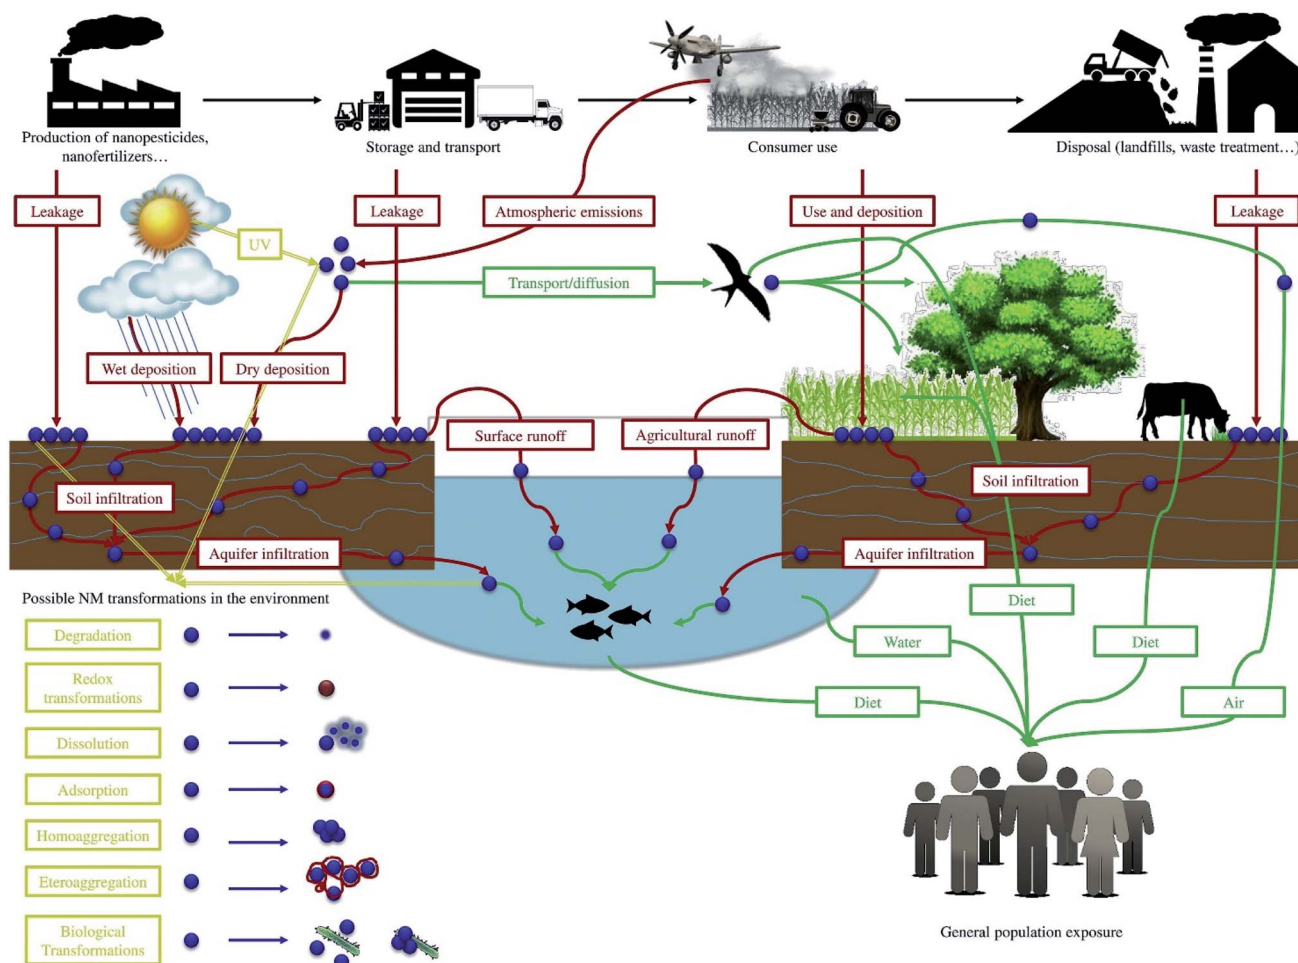 Production of nanopesticides,
nanofertilizers...
Storage and transport
Consumer use
Disposal (landfills, waste treatment...)
Leakage
Leakage
Atmospheric emissions
Use and deposition
Leakage
UV
Transport/diffusion
Wet deposition
Dry deposition
Surface runoff
Agricultural runoff
Soil infiltration
Soil infiltration
Aquifer infiltration
Aquifer infiltration
Possible NM transformations in the environment
Diet
Degradation
Water
Diet
Redox
transformations
Diet
Air
Dissolution
Adsorption
Homoaggregation
Eteroaggregation
Biological
Transformations
General population exposure